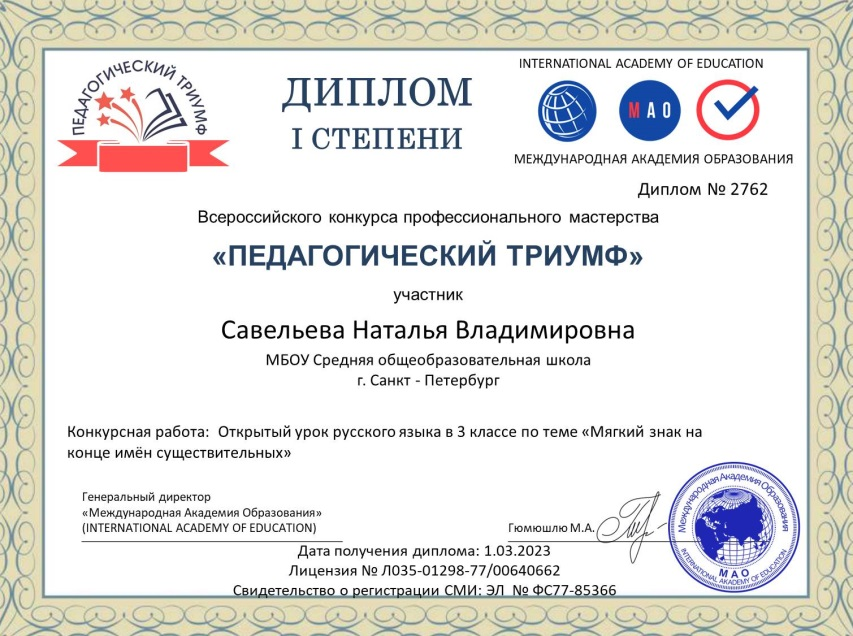 ПЕДАГОГИЧЕСКИЙ ТРИУМФ
ДИПЛОМ
I СТЕПЕНИ
INTERNATIONAL ACADEMY OF EDUCATION
МАО
МЕЖДУНАРОДНАЯ АКАДЕМИЯ ОБРАЗОВАНИЯ
Диплом № 2762
Всероссийского конкурса профессионального мастерства
«ПЕДАГОГИЧЕСКИЙ ТРИУМФ»
участник
Савельева Наталья Владимировна
МБОУ Средняя общеобразовательная школа
г. Санкт - Петербург
Конкурсная работа: Открытый урок русского языка в 3 классе по теме «Мягкий знак на
конце имён существительных»
Генеральный директор
«Международная Академия Образования»
(INTERNATIONAL ACADEMY OF EDUCATION)
Гюмюшлю М.А.
Международная Академия Образования
МАО
INTERNATIONAL ACADEMY OF EDUCATION
Дата получения диплома: 1.03.2023
Лицензия № Л035-01298-77/00640662
Свидетельство о регистрации СМИ: ЭЛ № ФС77-85366